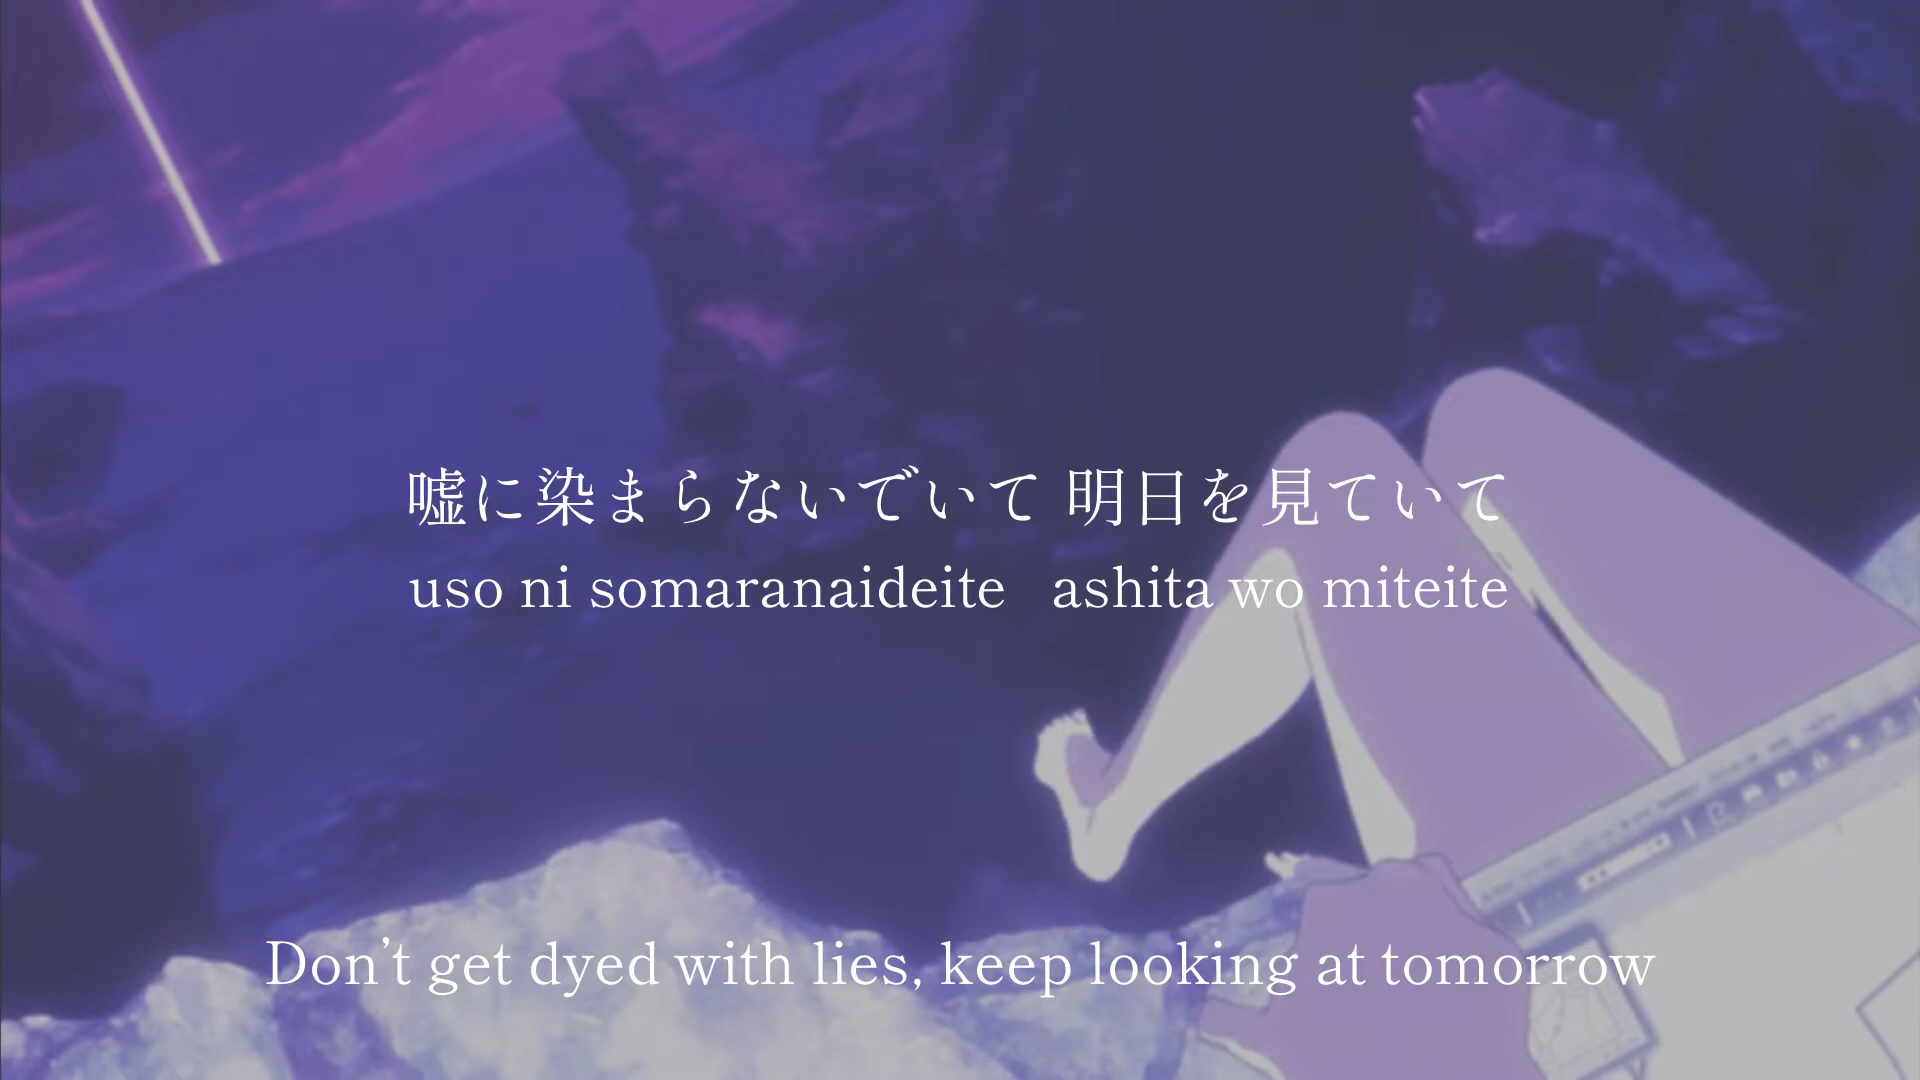 嘘に染まらないでいて 明日を見ていて
uso ni somaranaideite ashita wo miteite
Don’t get dyed with lies, keep looking at tomorrow